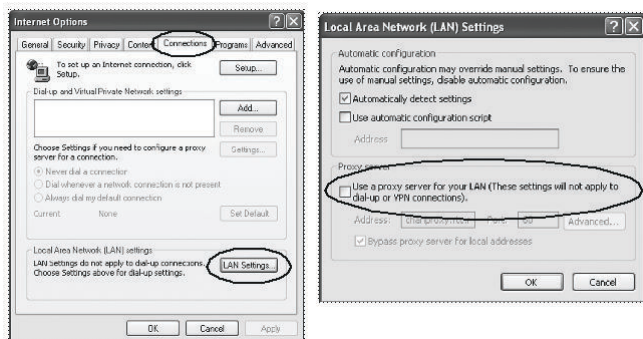 Internet Options
General Security Privacy Content Connections Programs Advanced
To set up an Internet connection, click
Setup.
Setup...
Dial-up and Virtual Private Network settings
Add...
Remove
Choose Settings if you need to configure a proxy
server for a connection.
Settings...
Never dial a connection
Dial whenever a network connection is not present
Always dial my default connection
Current None
Set Default
Local Area Network (LAN) settings
LAN Settings do not apply to dial-up connections.
Choose Settings above for dial-up settings.
LAN Settings...
OK Cancel Apply
Local Area Network (LAN) Settings
Automatic configuration
Automatic configuration may override manual settings. To ensure the
use of manual settings, disable automatic configuration.
Automatically detect settings
Use automatic configuration script
Address
Proxy server
Use a proxy server for your LAN (These settings will not apply to
dial-up or VPN connections).
Address: Port: 80 Advanced...
Bypass proxy server for local addresses
OK Cancel